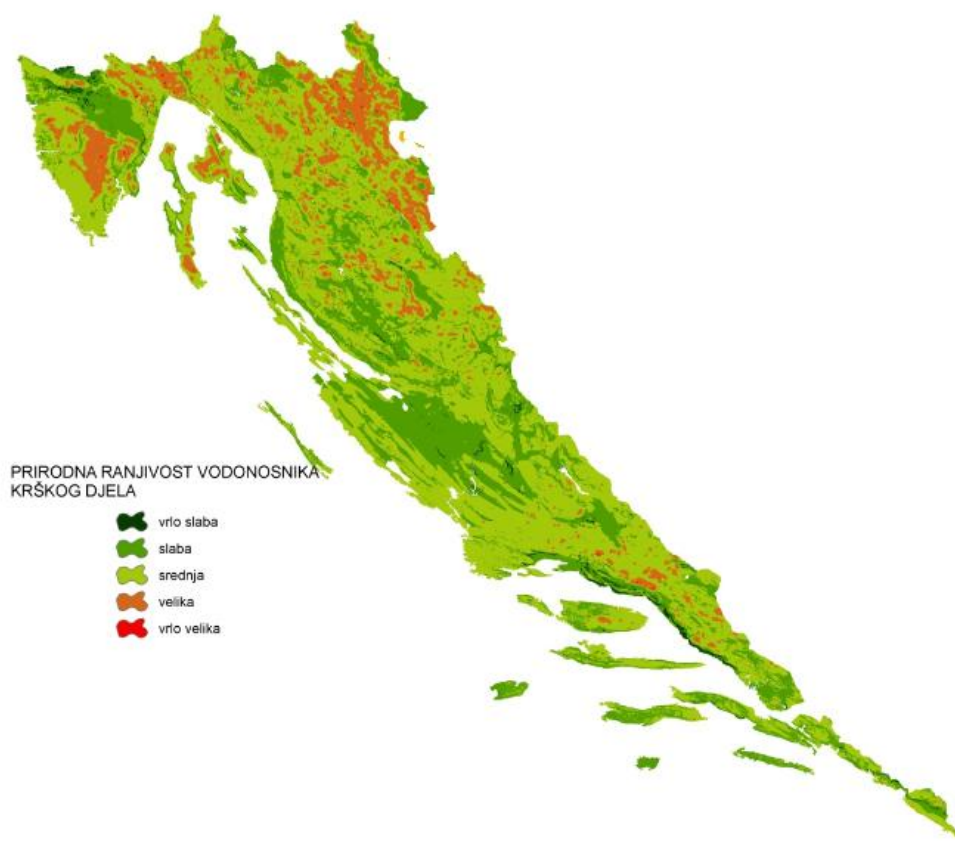 PRIRODNA RANJIVOST VODONOSNIKA
KRŠKOG DJELA
vrlo slaba
slaba
srednja
velika
vrlo velika